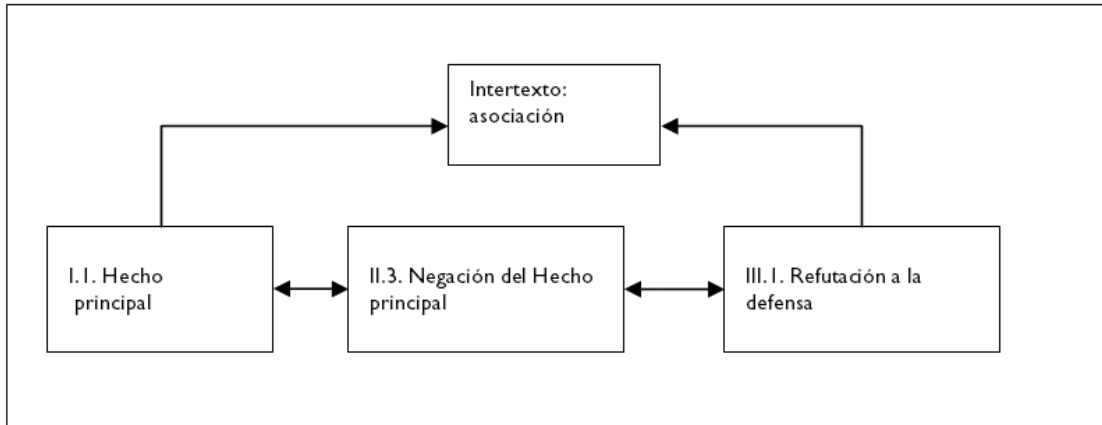 Intertexto:
asociación
I.1. Hecho
principal
II.3. Negación del Hecho
principal
III.1. Refutación a la
defensa